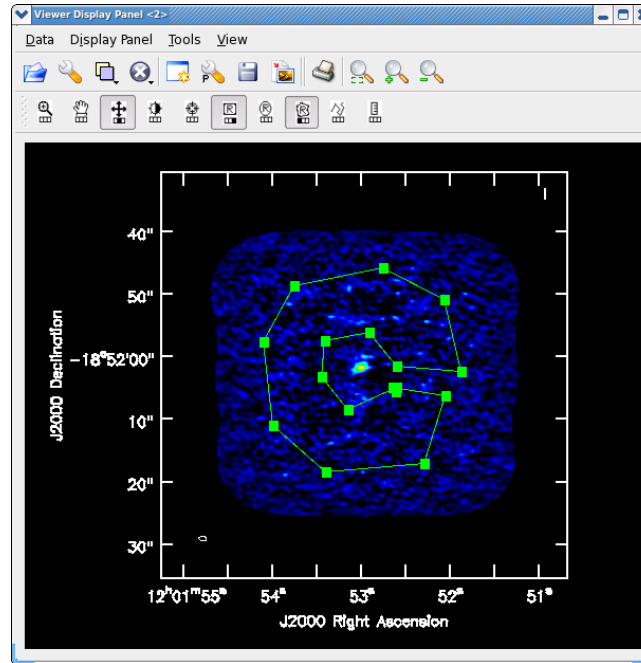 Viewer Display Panel <2>
Data Display Panel Tools View
P
R R R
I
40"
50"
-18°52'00"
10"
20"
30"
12ʰ01ᵐ55ˢ 54ˢ 53ˢ 52ˢ 51ˢ
J2000 Declination
J2000 Right Ascension